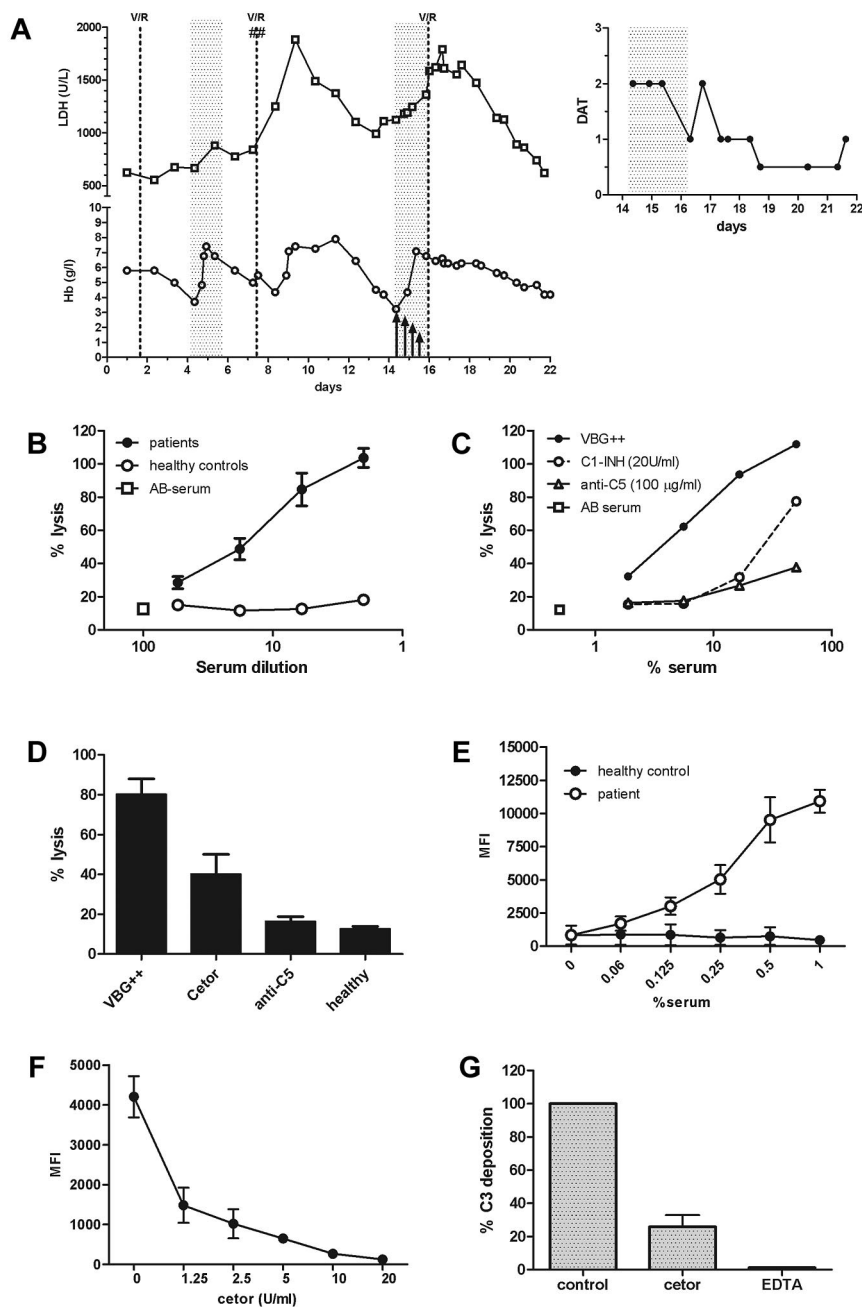 A
V/R
V/R
##
V/R
LDH (U/L)
2000
1500
1000
500
Hb (g/l)
10
9
8
7
6
5
4
3
2
1
0
0 2 4 6 8 10 12 14 16 18 20 22
days
DAT
3
2
1
0
14 15 16 17 18 19 20 21 22
days
B
patients
healthy controls
AB-serum
% lysis
120
100
80
60
40
20
0
100 10 1
Serum dilution
C
VBG++
C1-INH (20U/ml)
anti-C5 (100 µg/ml)
AB serum
% lysis
120
100
80
60
40
20
0
1 10 100
% serum
D
% lysis
100
80
60
40
20
0
VBG++ Cetor anti-C5 healthy
E
healthy control
patient
MFI
15000
12500
10000
7500
5000
2500
0
0 0.06 0.125 0.25 0.5 1
%serum
F
MFI
5000
4000
3000
2000
1000
0
0 1.25 2.5 5 10 20
cetor (U/ml)
G
% C3 deposition
120
100
80
60
40
20
0
control cetor EDTA